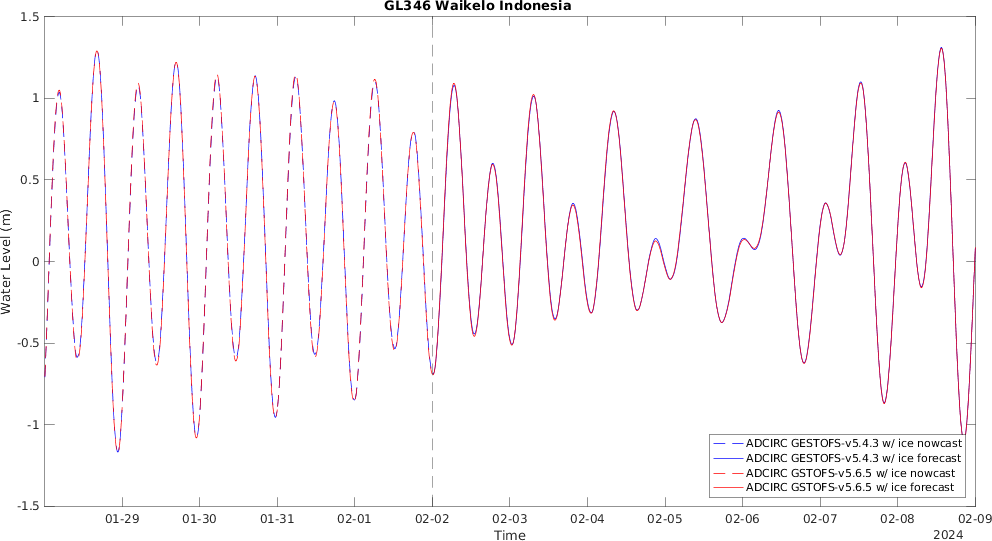 GL346 Waikelo Indonesia
1.5
1
0.5
0
-0.5
-1
-1.5
Water Level (m)
01-29 01-30 01-31 02-01 02-02 02-03 02-04 02-05 02-06 02-07 02-08 02-09
Time
2024
ADCIRC GESTOFS-v5.4.3 w/ ice nowcast
ADCIRC GESTOFS-v5.4.3 w/ ice forecast
ADCIRC GSTOFS-v5.6.5 w/ ice nowcast
ADCIRC GSTOFS-v5.6.5 w/ ice forecast